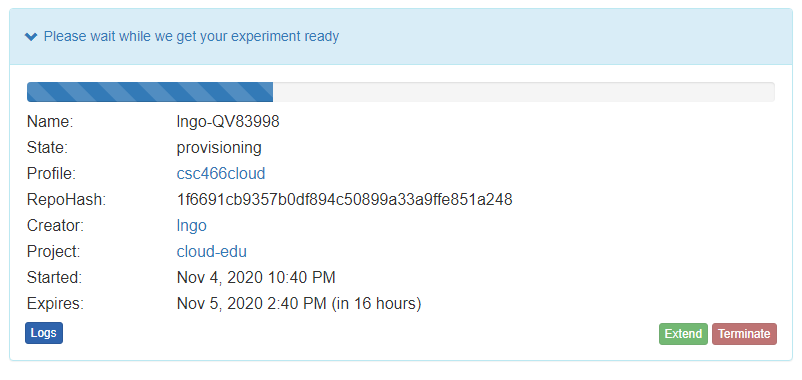 Please wait while we get your experiment ready
Name: lngo-QV83998
State: provisioning
Profile: csc466cloud
RepoHash: 1f6691cb9357b0df894c50899a33a9ffe851a248
Creator: lngo
Project: cloud-edu
Started: Nov 4, 2020 10:40 PM
Expires: Nov 5, 2020 2:40 PM (in 16 hours)
Logs Extend Terminate